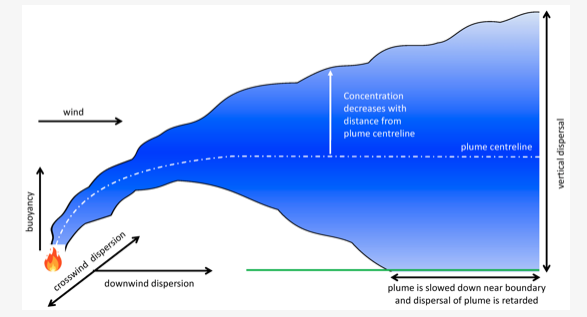 wind
Concentration
decreases with
distance from
plume centreline
plume centreline
vertical dispersal
buoyancy
crosswind dispersion
downwind dispersion
plume is slowed down near boundary
and dispersal of plume is retarded